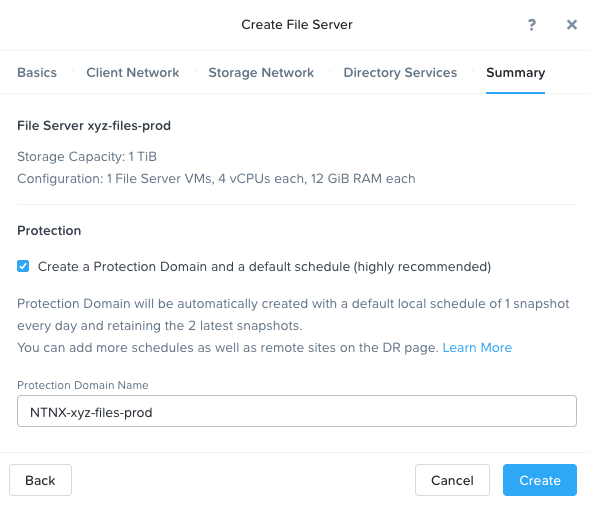 Create File Server
? ×
Basics Client Network Storage Network Directory Services Summary
File Server xyz-files-prod
Storage Capacity: 1 TiB
Configuration: 1 File Server VMs, 4 vCPUs each, 12 GiB RAM each
Protection
Create a Protection Domain and a default schedule (highly recommended)
Protection Domain will be automatically created with a default local schedule of 1 snapshot
every day and retaining the 2 latest snapshots.
You can add more schedules as well as remote sites on the DR page. Learn More
Protection Domain Name
NTNX-xyz-files-prod
Back Cancel Create